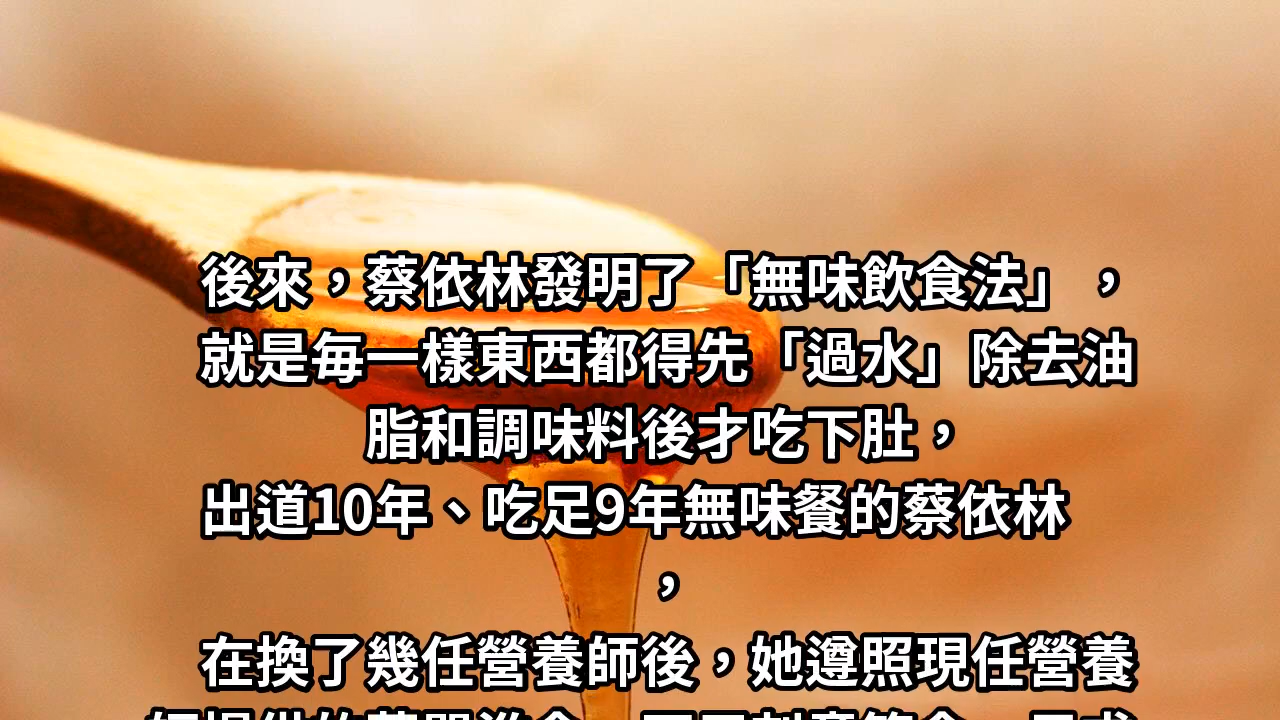 後來，蔡依林發明了「無味飲食法」，
就是每一樣東西都得先「過水」除去油
脂和調味料後才吃下肚，
出道10年、吃足9年無味餐的蔡依林
，
在換了幾任營養師後，她遵照現任營養